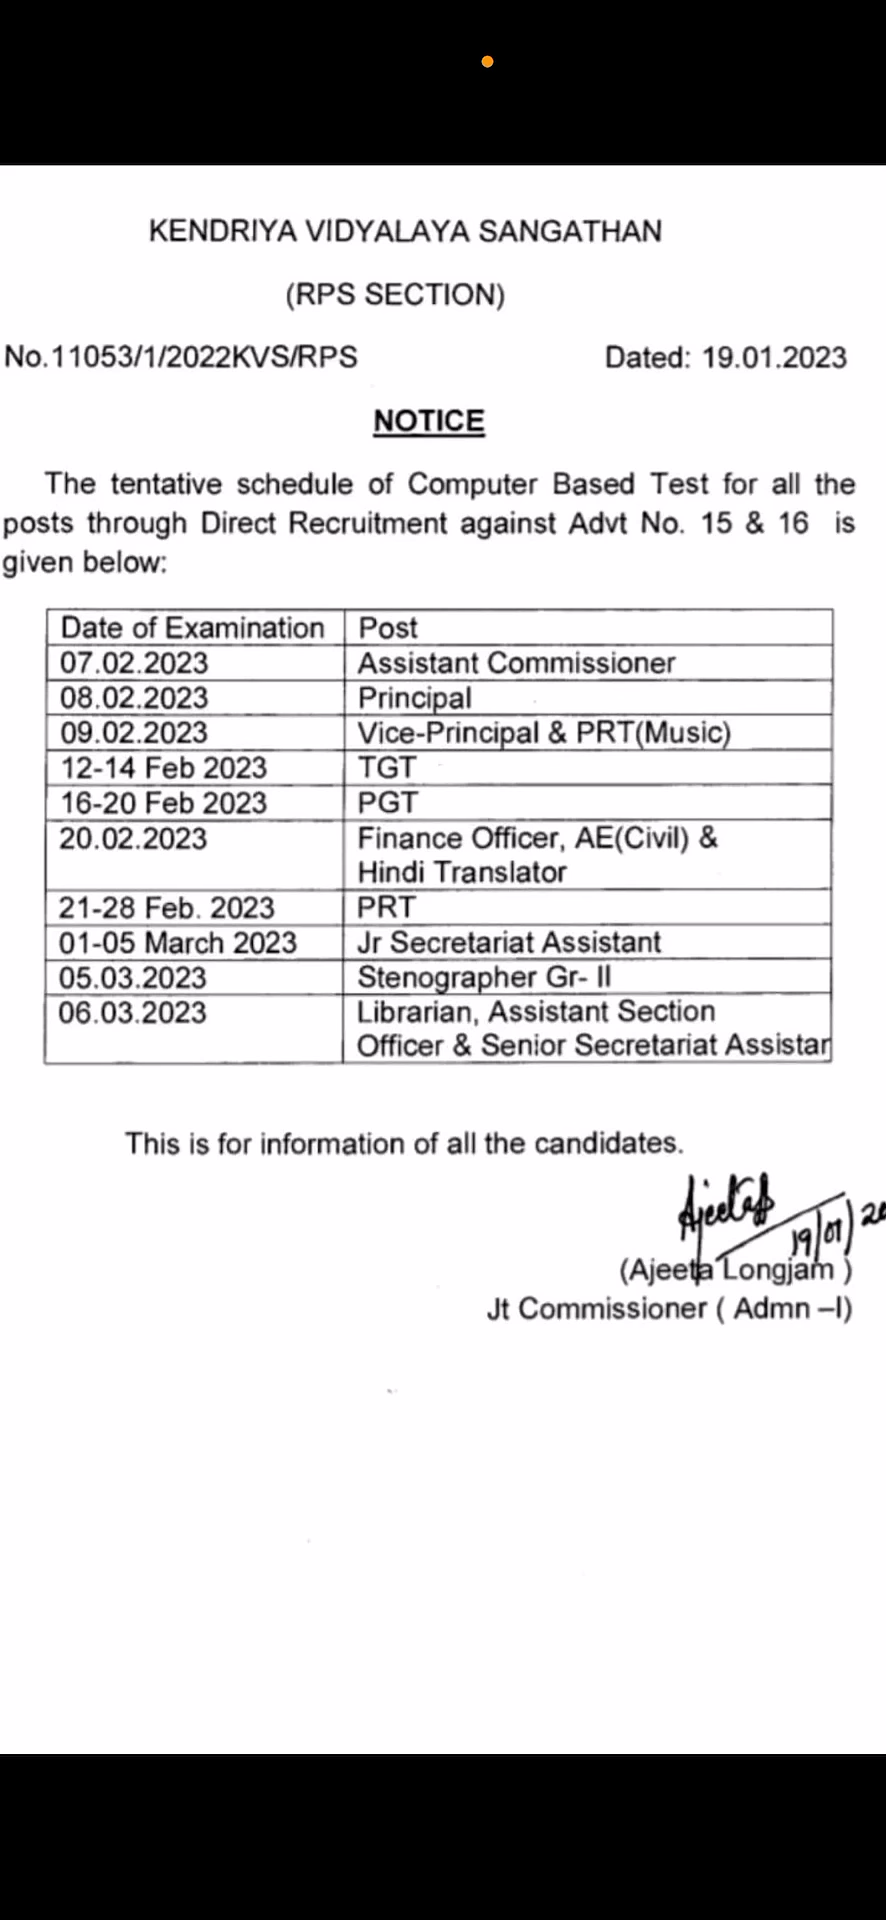 KENDRIYA VIDYALAYA SANGATHAN
(RPS SECTION)
No.11053/1/2022KVS/RPS Dated: 19.01.2023
NOTICE
The tentative schedule of Computer Based Test for all the
posts through Direct Recruitment against Advt No. 15 & 16 is
given below:
Date of Examination Post
07.02.2023 Assistant Commissioner
08.02.2023 Principal
09.02.2023 Vice-Principal & PRT(Music)
12-14 Feb 2023 TGT
16-20 Feb 2023 PGT
20.02.2023 Finance Officer, AE(Civil) &
Hindi Translator
21-28 Feb. 2023 PRT
01-05 March 2023 Jr Secretariat Assistant
05.03.2023 Stenographer Gr- II
06.03.2023 Librarian, Assistant Section
Officer & Senior Secretariat Assistar
This is for information of all the candidates.
19/01/20
(Ajeeta Longjam )
Jt Commissioner ( Admn –I)